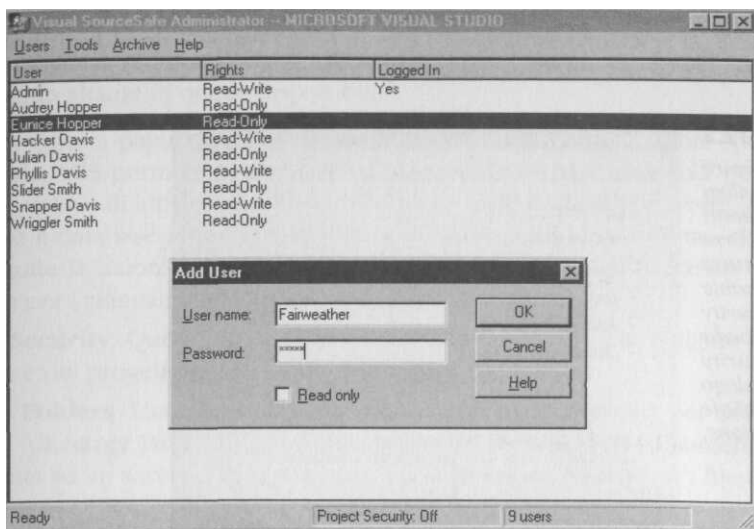 Visual SourceSafe Administrator -- MICROSOFT VISUAL STUDIO
Users Tools Archive Help
User Rights Logged In
Admin Read-Write Yes
Audrey Hopper Read-Only
Eunice Hopper Read-Only
Hacker Davis Read-Write
Julian Davis Read-Only
Phyllis Davis Read-Write
Slider Smith Read-Only
Snapper Davis Read-Write
Wriggler Smith Read-Only
Add User
User name: Fairweather OK
Password: ***** Cancel
Read only Help
Ready Project Security: Off 9 users